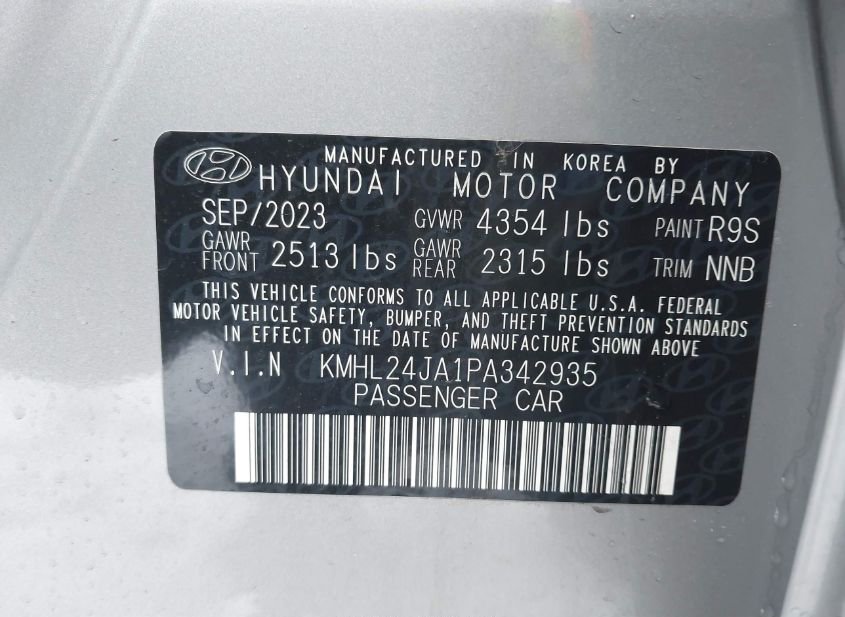 MANUFACTURED IN KOREA BY
HYUNDAI MOTOR COMPANY
SEP/2023 GVWR 4354 lbs PAINT R9S
GAWR FRONT 2513 lbs GAWR REAR 2315 lbs TRIM NNB
THIS VEHICLE CONFORMS TO ALL APPLICABLE U.S.A. FEDERAL
MOTOR VEHICLE SAFETY, BUMPER, AND THEFT PREVENTION STANDARDS
IN EFFECT ON THE DATE OF MANUFACTURE SHOWN ABOVE
V.I.N KMHL24JA1PA342935
PASSENGER CAR